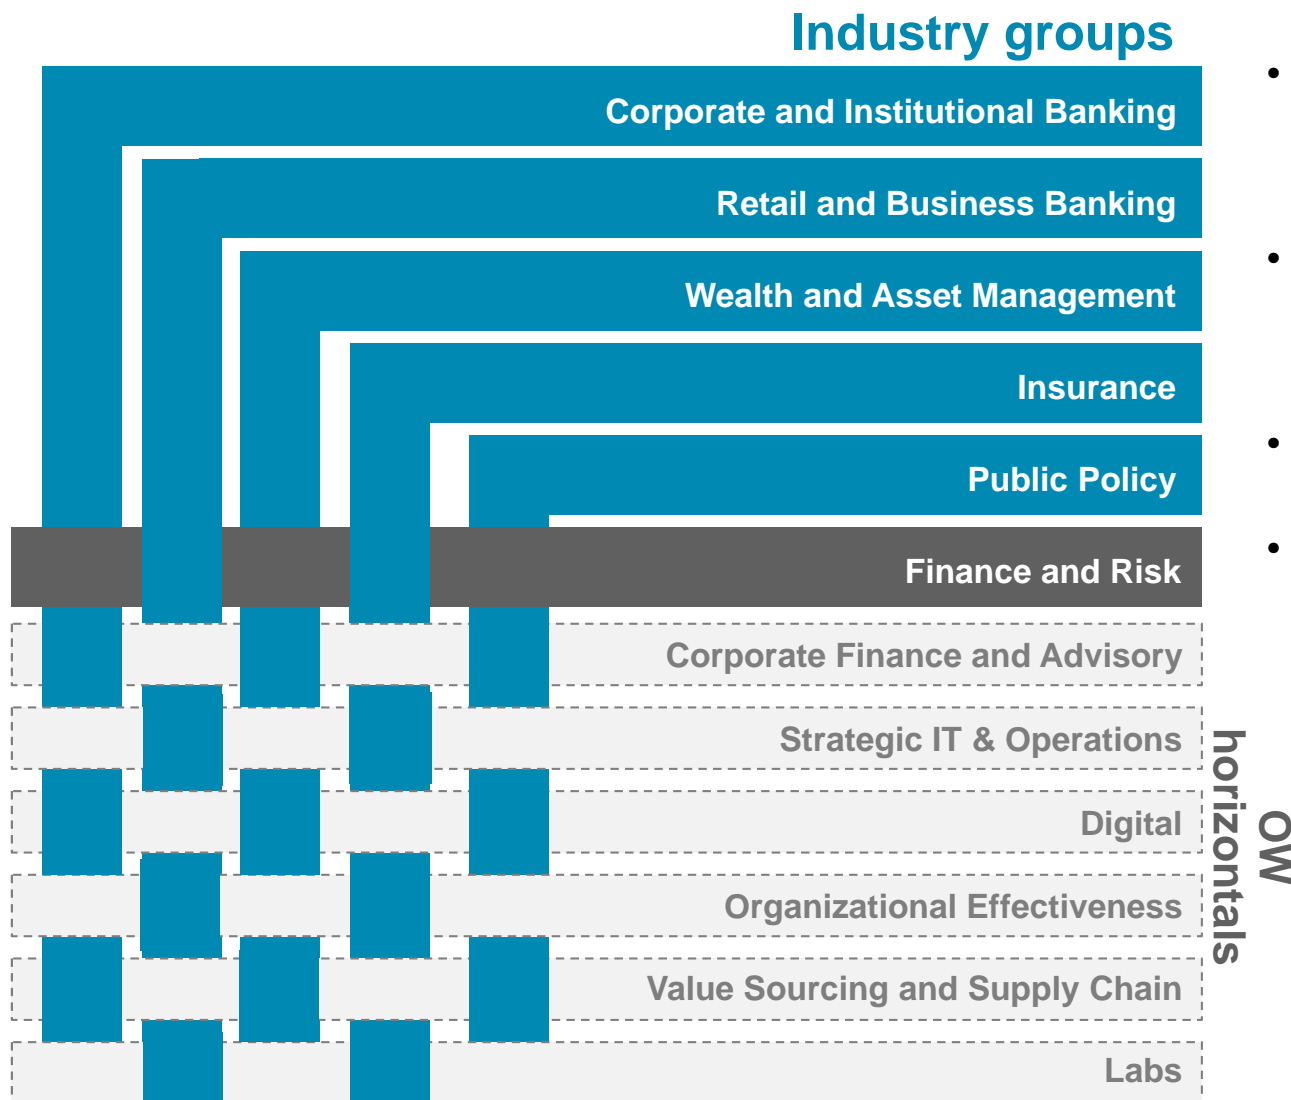 Industry groups
Corporate and Institutional Banking
Retail and Business Banking
Wealth and Asset Management
Insurance
Public Policy
Finance and Risk
Corporate Finance and Advisory
Strategic IT & Operations
Digital
Organizational Effectiveness
Value Sourcing and Supply Chain
Labs
OW
horizontals